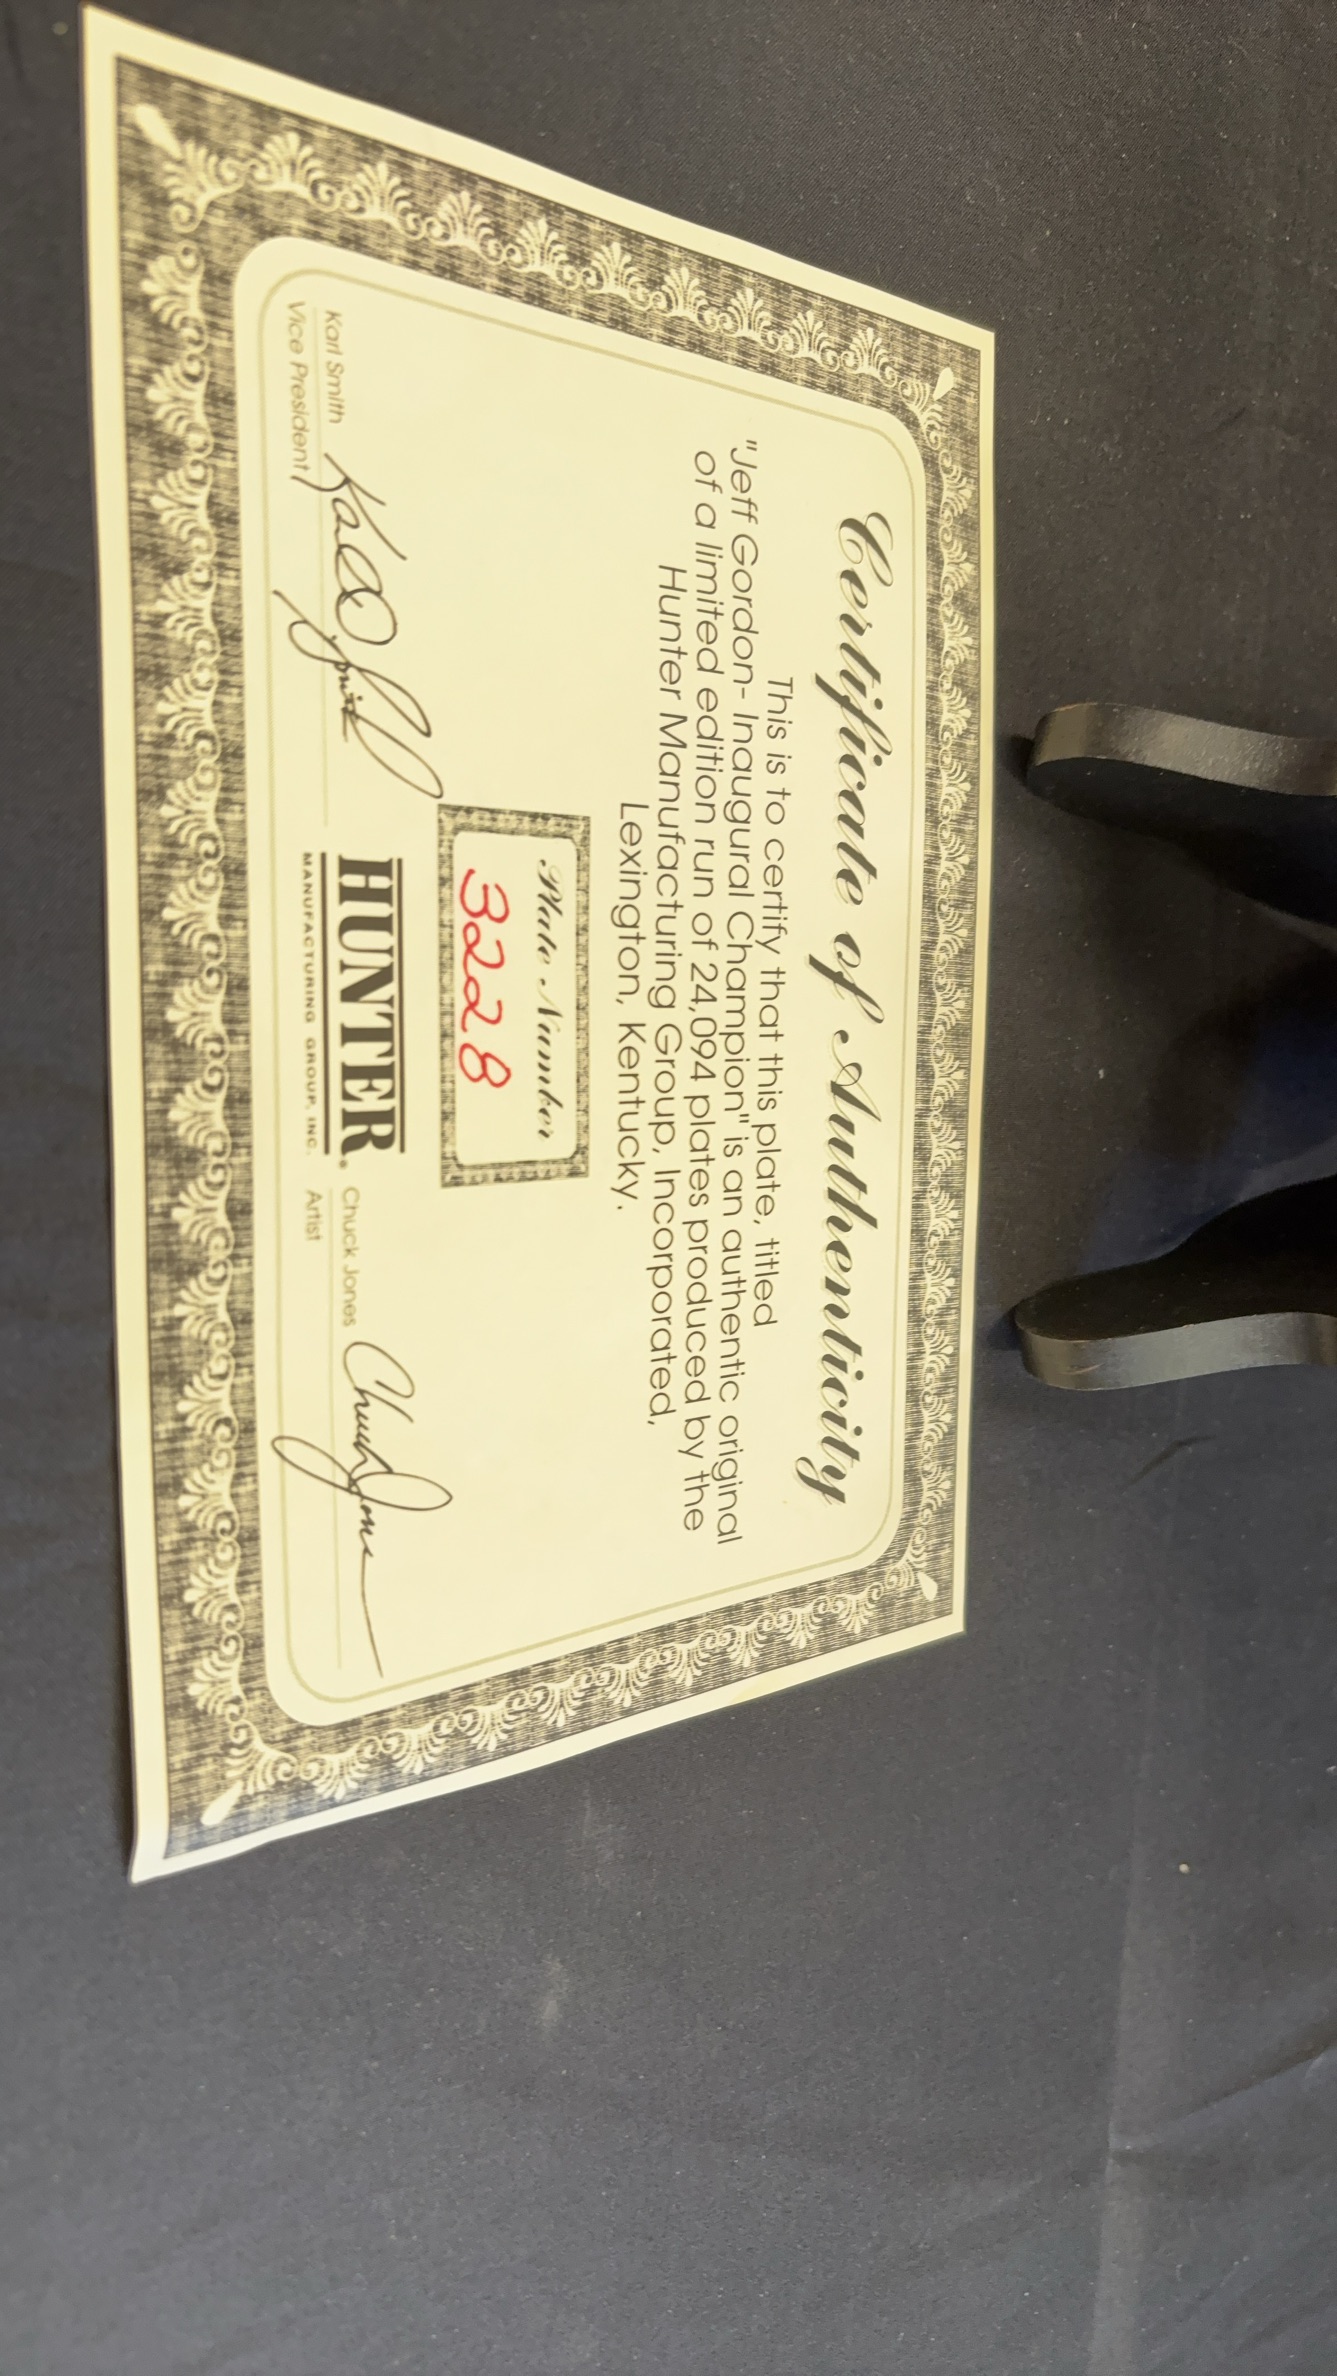 Certificate of Authenticity
This is to certify that this plate, titled
"Jeff Gordon- Inaugural Champion" is an authentic original
of a limited edition run of 24,094 plates produced by the
Hunter Manufacturing Group, Incorporated,
Lexington, Kentucky.
Plate Number
3228
Karl Smith
Vice President
HUNTER®
MANUFACTURING GROUP, INC.
Chuck Jones
Artist
Chuck Jones